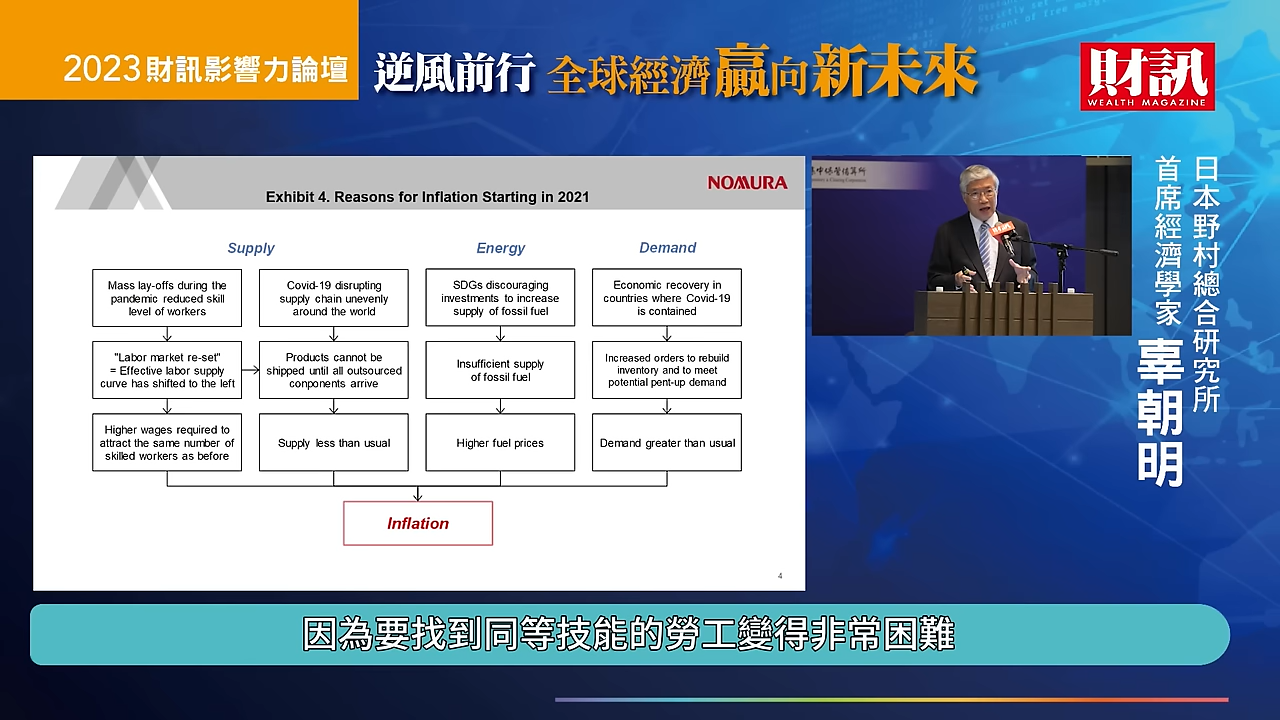 2023財訊影響力論壇
逆風前行 全球經濟贏向新未來
財訊
WEALTH MAGAZINE
NOMURA
Exhibit 4. Reasons for Inflation Starting in 2021
Supply
Energy
Demand
Mass lay-offs during the
pandemic reduced skill
level of workers
Covid-19 disrupting
supply chain unevenly
around the world
SDGs discouraging
investments to increase
supply of fossil fuel
Economic recovery in
countries where Covid-19
is contained
"Labor market re-set"
= Effective labor supply
curve has shifted to the left
Products cannot be
shipped until all outsourced
conponents arrive
Insufficient supply
of fossil fuel
Increased orders to rebuild
inventory and to meet
potential pent-up demand
Higher wages required to
attract the same number of
skilled workers as before
Supply less than usual
Higher fuel prices
Demand greater than usual
Inflation
4
日本野村總合研究所
首席經濟學家 辜朝明
因為要找到同等技能的勞工變得非常困難